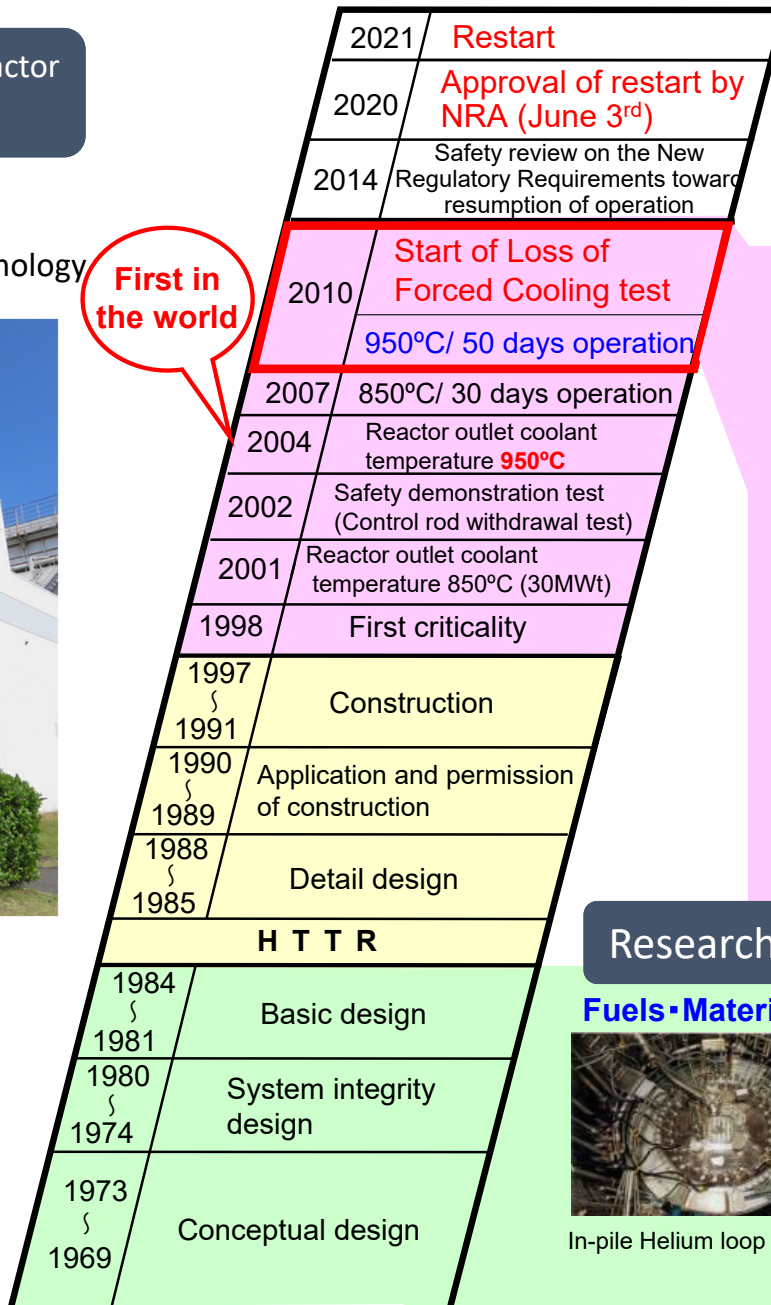 2021 Restart
2020 Approval of restart by
NRA (June 3rd)
2014 Safety review on the New
Regulatory Requirements toward
resumption of operation
First in
the world
2010 Start of Loss of
Forced Cooling test
950ºC/ 50 days operation
2007 850ºC/ 30 days operation
2004 Reactor outlet coolant
temperature 950ºC
2002 Safety demonstration test
(Control rod withdrawal test)
2001 Reactor outlet coolant
temperature 850ºC (30MWt)
1998 First criticality
1997
⸾
1991
Construction
1990
⸾
1989
Application and permission
of construction
1988
⸾
1985
Detail design
H T T R
1984
⸾
1981
Basic design
1980
⸾
1974
System integrity
design
1973
⸾
1969
Conceptual design
Research
Fuels▪Materi
In-pile Helium loop